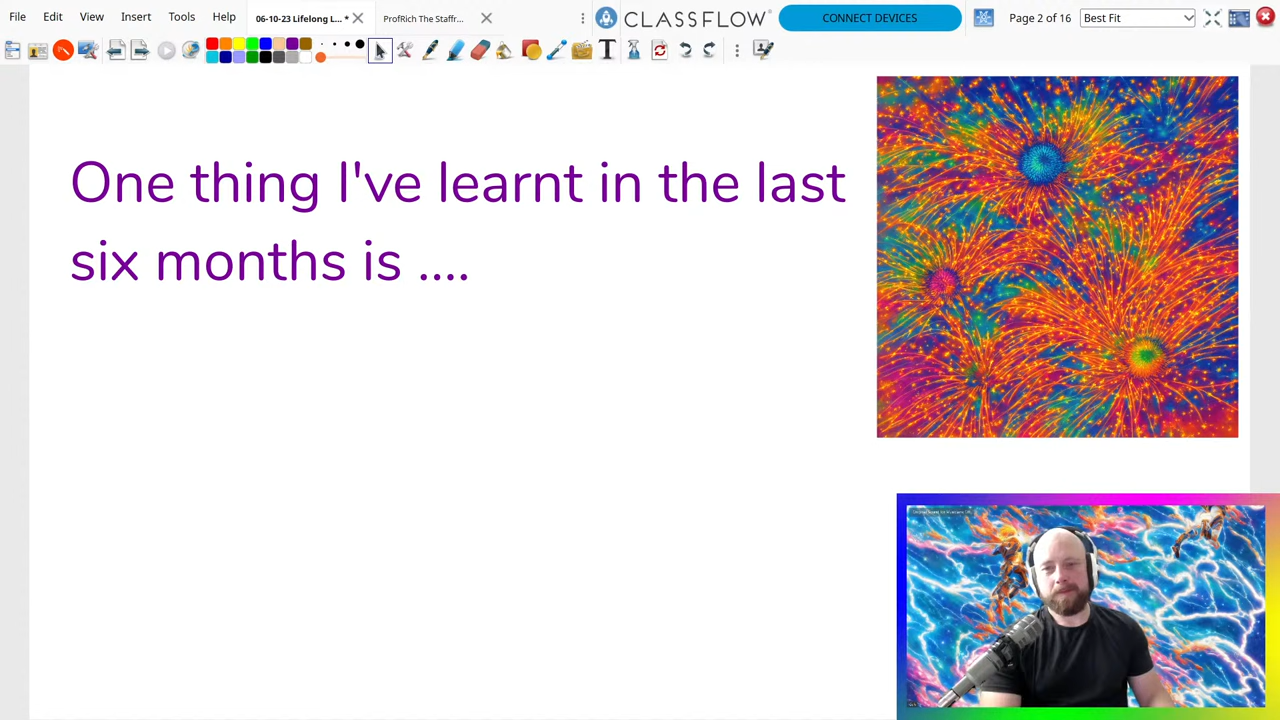 File Edit View Insert Tools Help
06-10-23 Lifelong L... *
ProfRich The Staffr...
CLASSFLOW
CONNECT DEVICES
Page 2 of 16
Best Fit
One thing I've learnt in the last
six months is ....